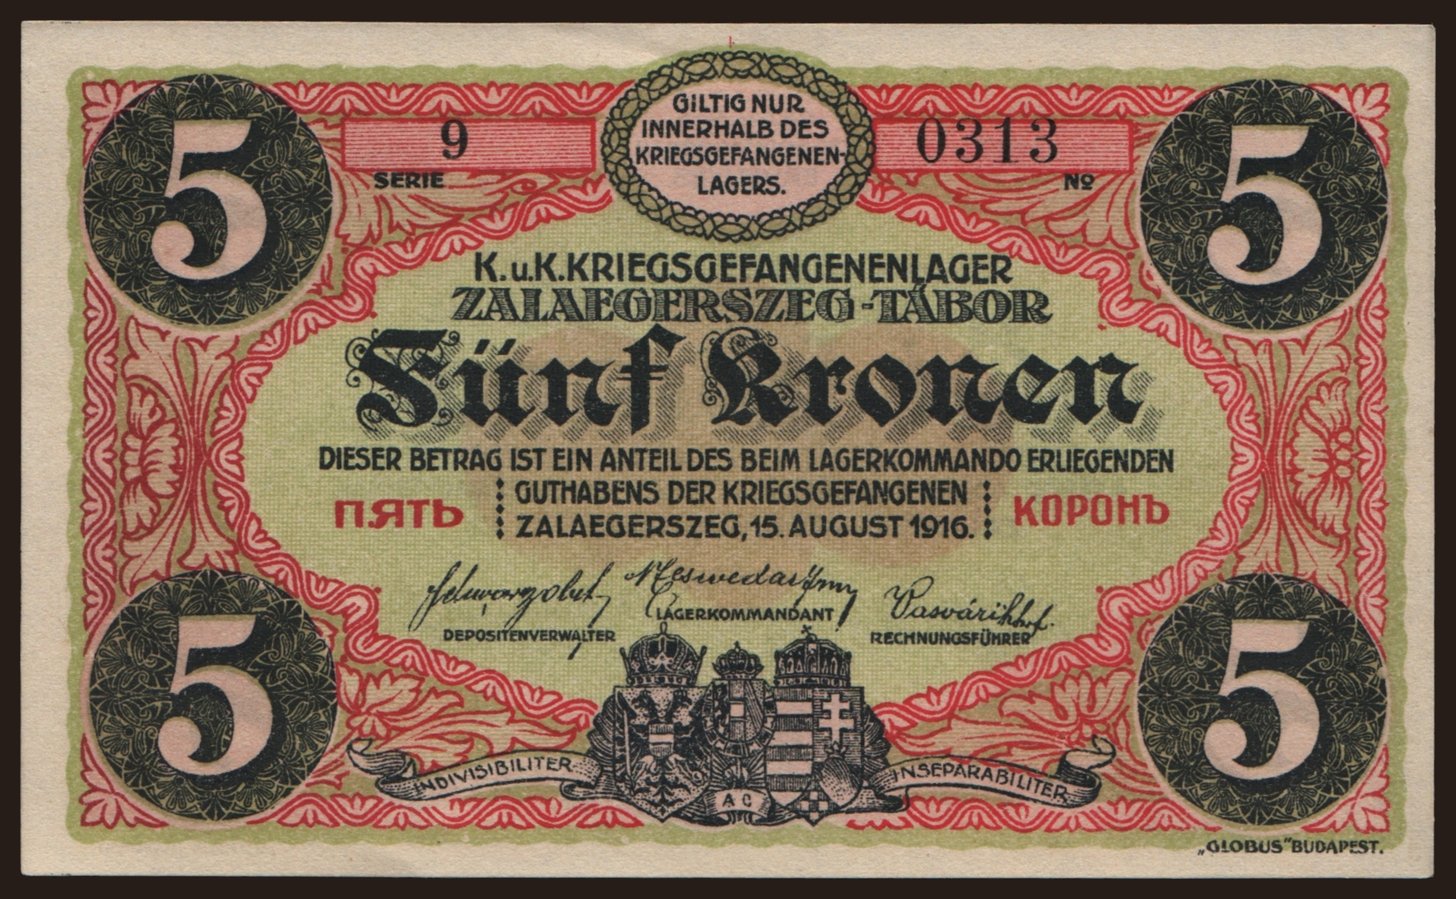 GILTIG NUR
INNERHALB DES
KRIEGSGEFANGENEN-
LAGERS.
9
SERIE
0313
No
5
5
K.u.K.KRIEGSGEFANGENENLAGER
ZALAEGERSZEG-TÁBOR
Fünf Kronen
DIESER BETRAG IST EIN ANTEIL DES BEIM LAGERKOMMANDO ERLIEGENDEN
GUTHABENS DER KRIEGSGEFANGENEN
ZALAEGERSZEG, 15. AUGUST 1916.
ПЯТЬ
КОРОНЪ
DEPOSITENVERWALTER
LAGERKOMMANDANT
RECHNUNGSFÜHRER
5
5
INDIVISIBILITER
AC
INSEPARABILITER
„GLOBUS" BUDAPEST.